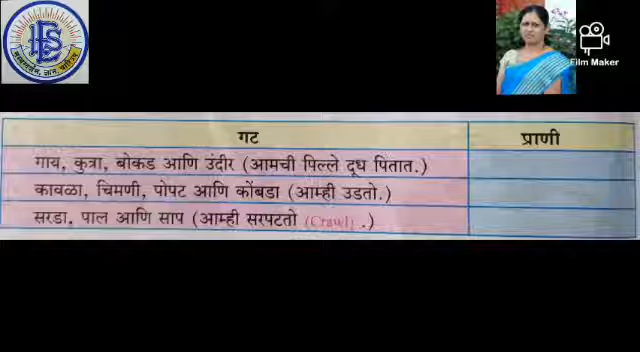 Film Maker
गट
प्राणी
गाय, कुत्रा, बोकड आणि उंदीर (आमची पिल्ले दूध पितात.)
कावळा, चिमणी, पोपट आणि कोंबडा (आम्ही उडतो.)
सरडा, पाल आणि साप (आम्ही सरपटतो (Crawl) .)